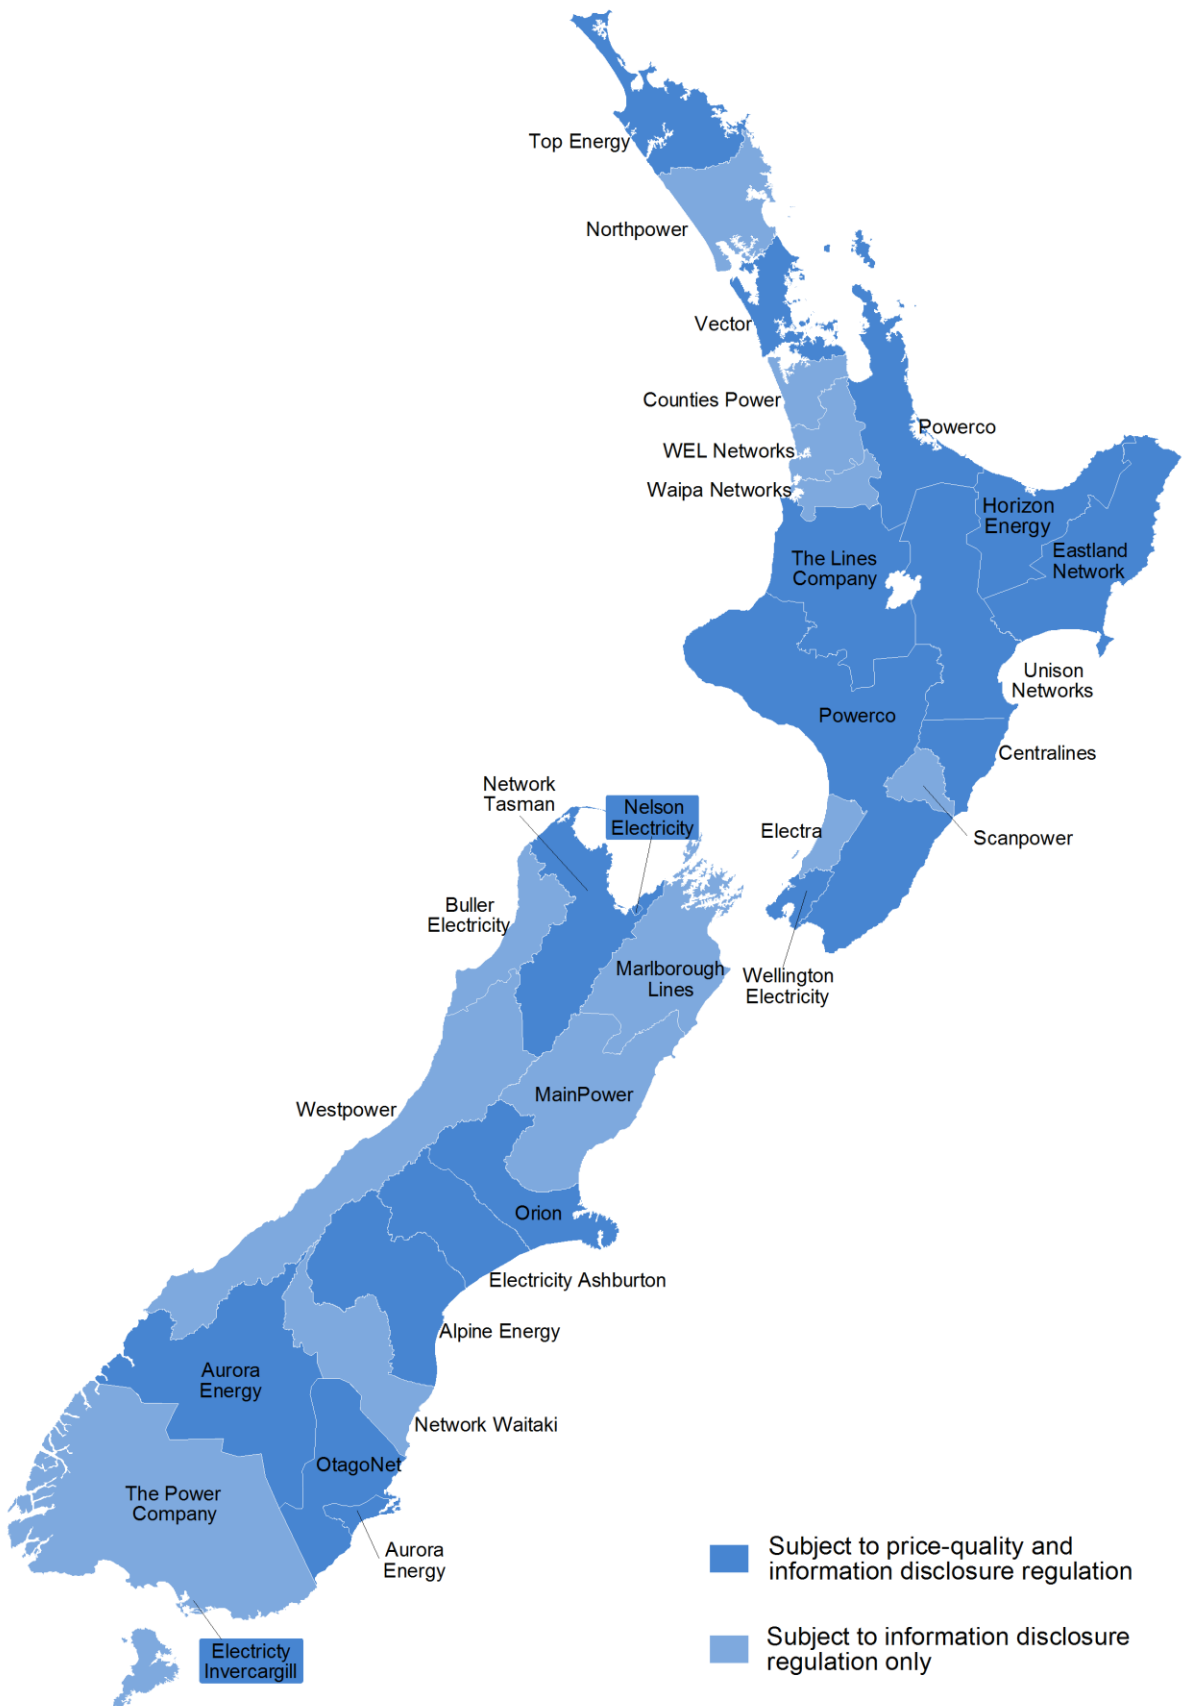 Top Energy
Northpower
Vector
Counties Power
Powerco
WEL Networks
Waipa Networks
Horizon
Energy
Eastland
Network
The Lines
Company
Unison
Networks
Powerco
Centralines
Network
Tasman
Nelson
Electricity
Electra
Scanpower
Buller
Electricity
Marlborough
Lines
Wellington
Electricity
MainPower
Westpower
Orion
Electricity Ashburton
Alpine Energy
Aurora
Energy
Network Waitaki
OtagoNet
The Power
Company
Aurora
Energy
Electricty
Invercargill
Subject to price-quality and
information disclosure regulation
Subject to information disclosure
regulation only